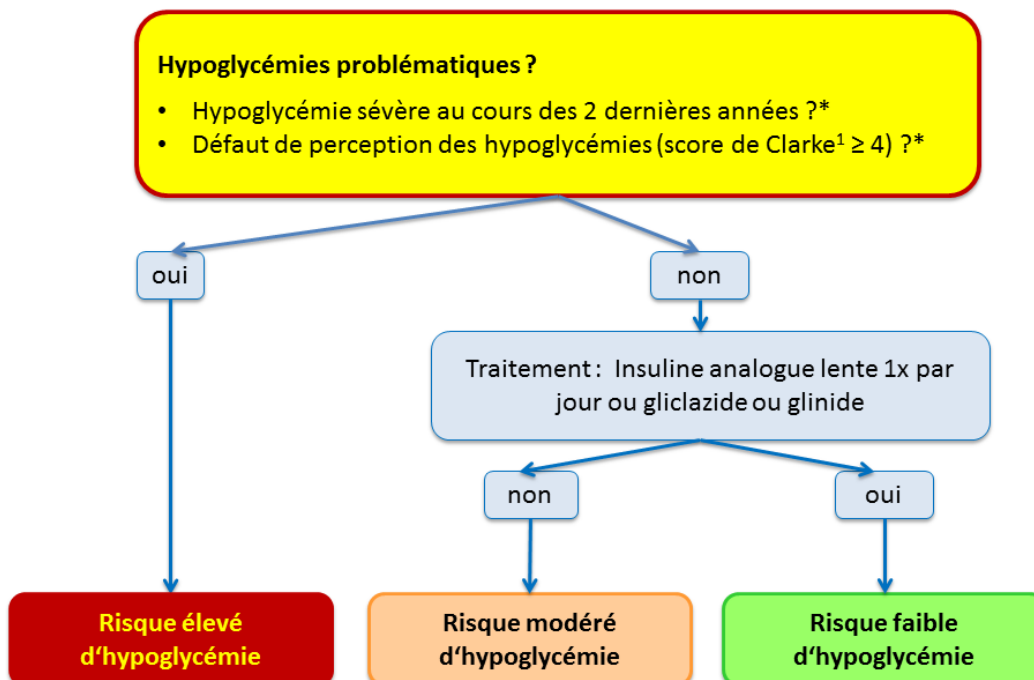 Hypoglycémies problématiques ?
• Hypoglycémie sévère au cours des 2 dernières années ?*
• Défaut de perception des hypoglycémies (score de Clarke¹ ≥ 4) ?*
oui
non
Traitement : Insuline analogue lente 1x par
jour ou gliclazide ou glinide
non
oui
Risque élevé
d‘hypoglycémie
Risque modéré
d‘hypoglycémie
Risque faible
d‘hypoglycémie